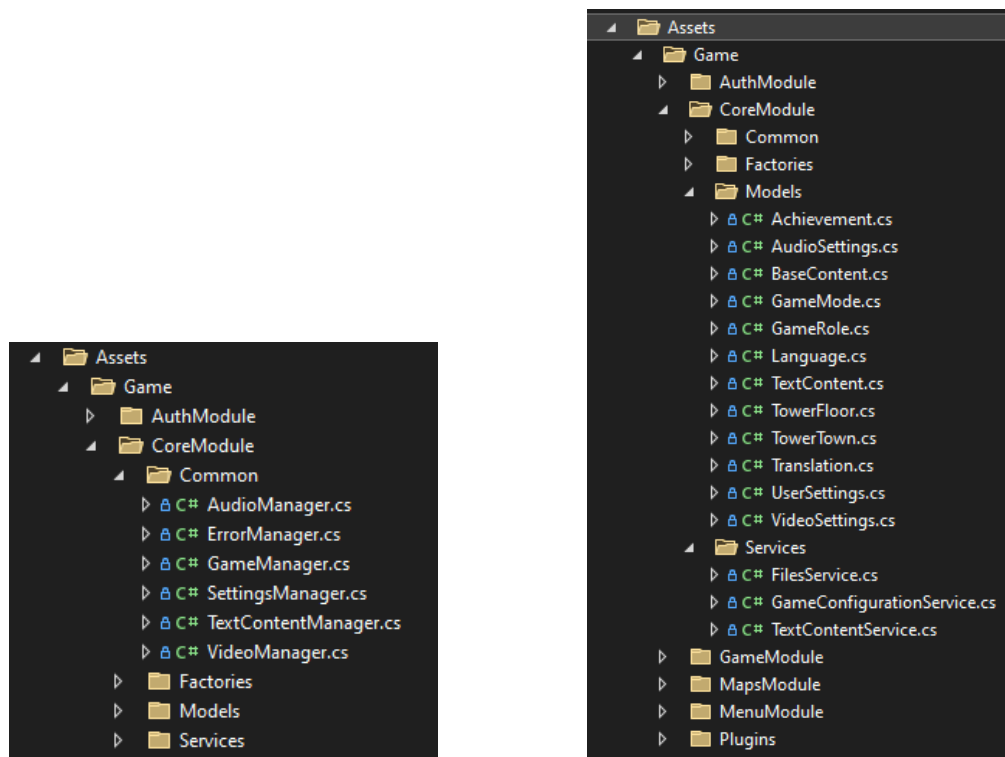 Assets
Game
AuthModule
CoreModule
Common
C# AudioManager.cs
C# ErrorManager.cs
C# GameManager.cs
C# SettingsManager.cs
C# TextContentManager.cs
C# VideoManager.cs
Factories
Models
Services
Assets
Game
AuthModule
CoreModule
Common
Factories
Models
C# Achievement.cs
C# AudioSettings.cs
C# BaseContent.cs
C# GameMode.cs
C# GameRole.cs
C# Language.cs
C# TextContent.cs
C# TowerFloor.cs
C# TowerTown.cs
C# Translation.cs
C# UserSettings.cs
C# VideoSettings.cs
Services
C# FilesService.cs
C# GameConfigurationService.cs
C# TextContentService.cs
GameModule
MapsModule
MenuModule
Plugins